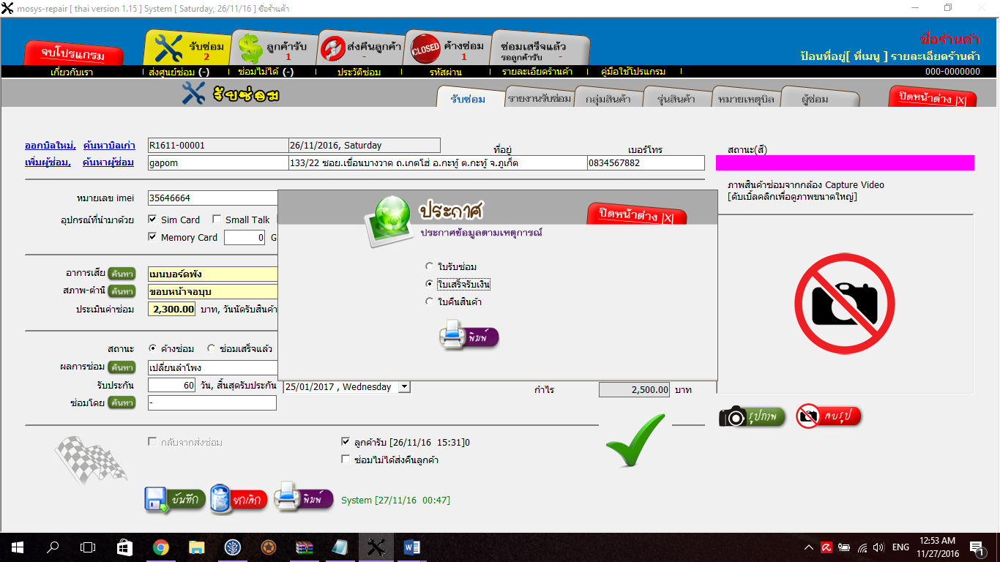 mosys-repair [ thai version 1.15 ] System [ Saturday, 26/11/16 ] ชื่อร้านค้า
จบโปรแกรม
รับซ่อม 2
ลูกค้ารับ 1
ส่งคืนลูกค้า -
CLOSED ค้างซ่อม 1
ซ่อมเสร็จแล้ว
รอลูกค้ารับ -
ชื่อร้านค้า
ป้อนที่อยู่[ ที่เมนู ] รายละเอียดร้านค้า
เกี่ยวกับเรา ส่งศูนย์ซ่อม (-) ซ่อมไม่ได้ (-) ประวัติซ่อม รหัสผ่าน รายละเอียดร้านค้า คู่มือใช้โปรแกรม 000-0000000
รับซ่อม
รับซ่อม รายงานรับซ่อม กลุ่มสินค้า รุ่นสินค้า หมายเหตุบิล ผู้ซ่อม ปิดหน้าต่าง |X|
ออกบิลใหม่, ค้นหาบิลเก่า R1611-00001 26/11/2016, Saturday ที่อยู่ เบอร์โทร สถานะ(สี)
เพิ่มผู้ซ่อม, ค้นหาผู้ซ่อม gapom 133/22 ซอย.เขื่อนบางวาด ถ.เกตโฮ่ อ.กะทู้ ต.กะทู้ จ.ภูเก็ต 0834567882
ภาพสินค้าซ่อมจากกล้อง Capture Video
[ดับเบิ้ลคลิกเพื่อดูภาพขนาดใหญ่]
หมายเลข imei 35646664
อุปกรณ์ที่นำมาด้วย Sim Card Small Talk
Memory Card 0 G
ประกาศ
ปิดหน้าต่าง |X|
ประกาศข้อมูลตามเหตุการณ์
ใบรับซ่อม
ใบเสร็จรับเงิน
ใบคืนสินค้า
พิมพ์
อาการเสีย ค้นหา เมนบอร์ดพัง
สภาพ-ตำนิ ค้นหา ขอบหน้าจอบุบ
ประเมินค่าซ่อม 2,300.00 บาท, วันนัดรับสินค้า
สถานะ ค้างซ่อม ซ่อมเสร็จแล้ว
ผลการซ่อม ค้นหา เปลี่ยนลำโพง
รับประกัน 60 วัน, สิ้นสุดรับประกัน 25/01/2017 , Wednesday กำไร 2,500.00 บาท
ซ่อมโดย ค้นหา -
รูปภาพ ลบรูป
กลับจากส่งซ่อม ลูกค้ารับ [26/11/16 15:31]0
ซ่อมไม่ได้ส่งคืนลูกค้า
บันทึก ยกเลิก พิมพ์ System [27/11/16 00:47]
ENG 12:53 AM
11/27/2016
1